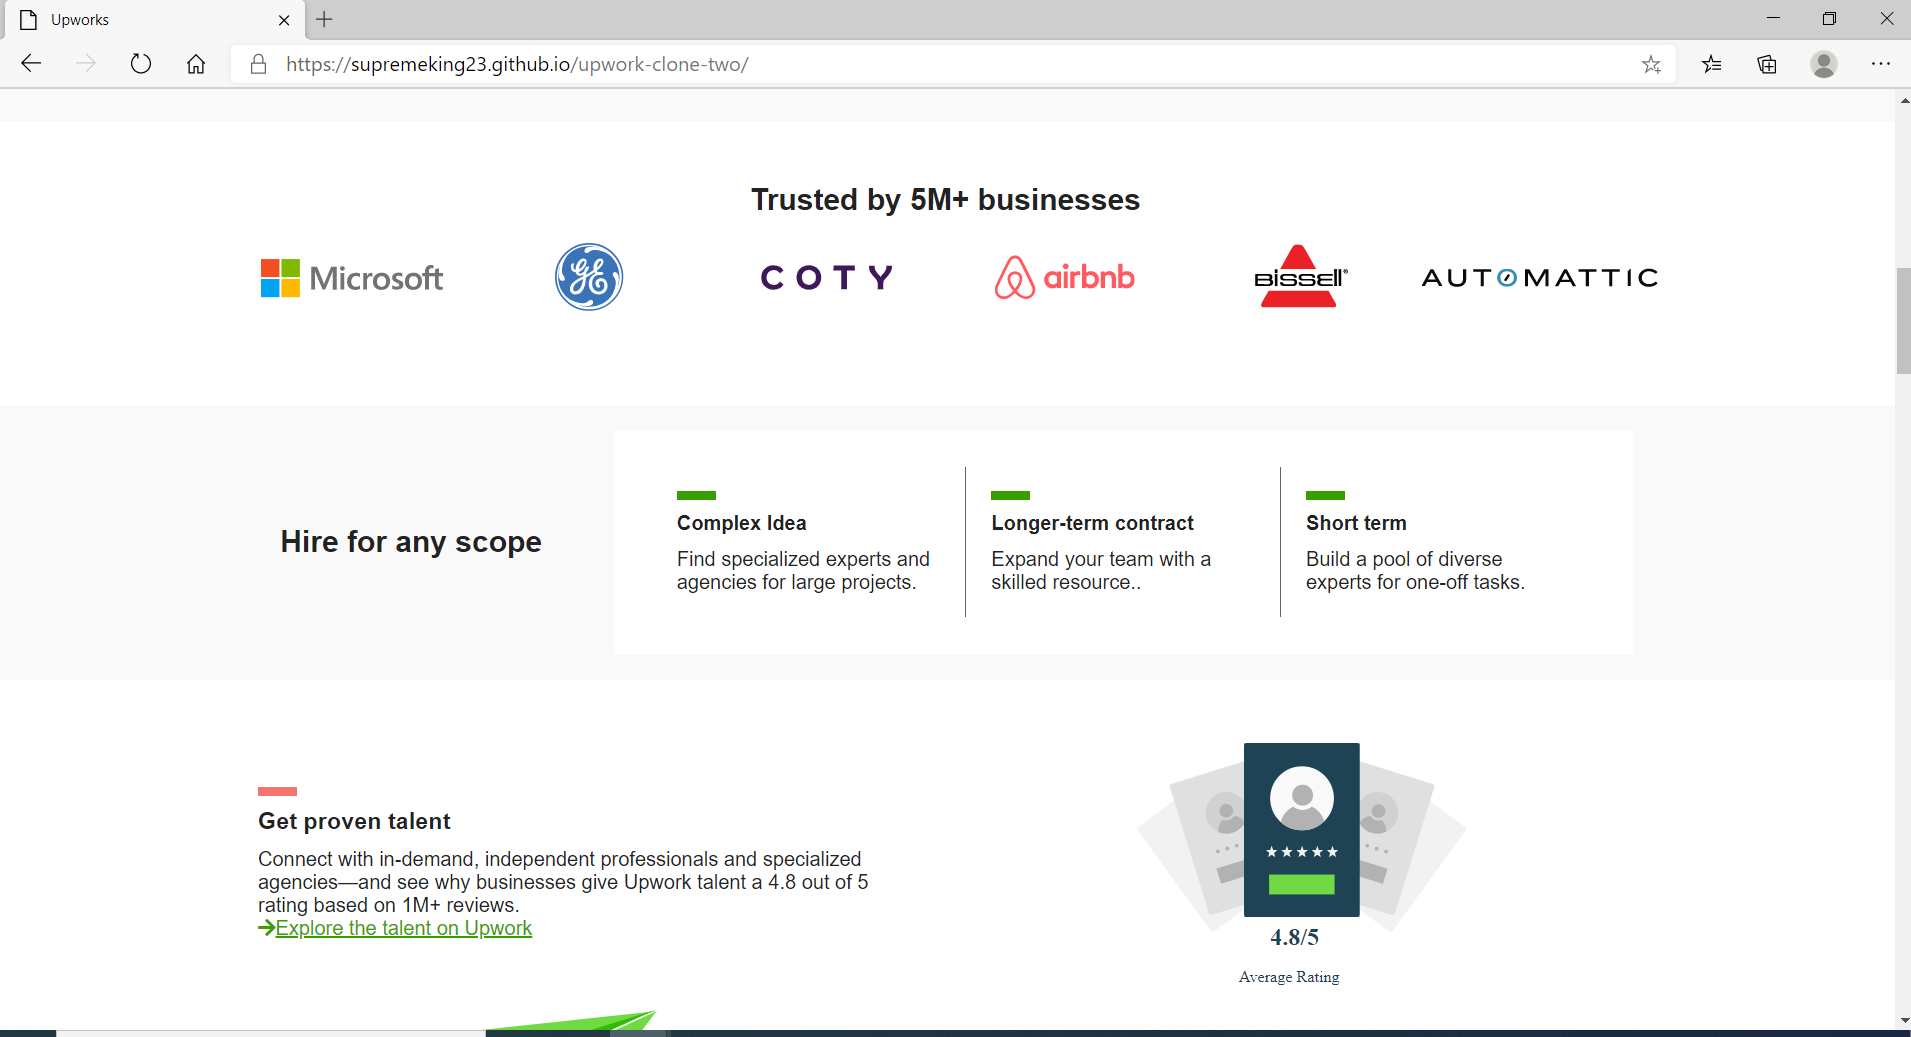 Upworks
https://supremeking23.github.io/upwork-clone-two/
Trusted by 5M+ businesses
Microsoft
GE
COTY
airbnb
BISSELL®
AUTOMATTIC
Hire for any scope
Complex Idea
Find specialized experts and
agencies for large projects.
Longer-term contract
Expand your team with a
skilled resource..
Short term
Build a pool of diverse
experts for one-off tasks.
Get proven talent
Connect with in-demand, independent professionals and specialized
agencies—and see why businesses give Upwork talent a 4.8 out of 5
rating based on 1M+ reviews.
Explore the talent on Upwork
4.8/5
Average Rating